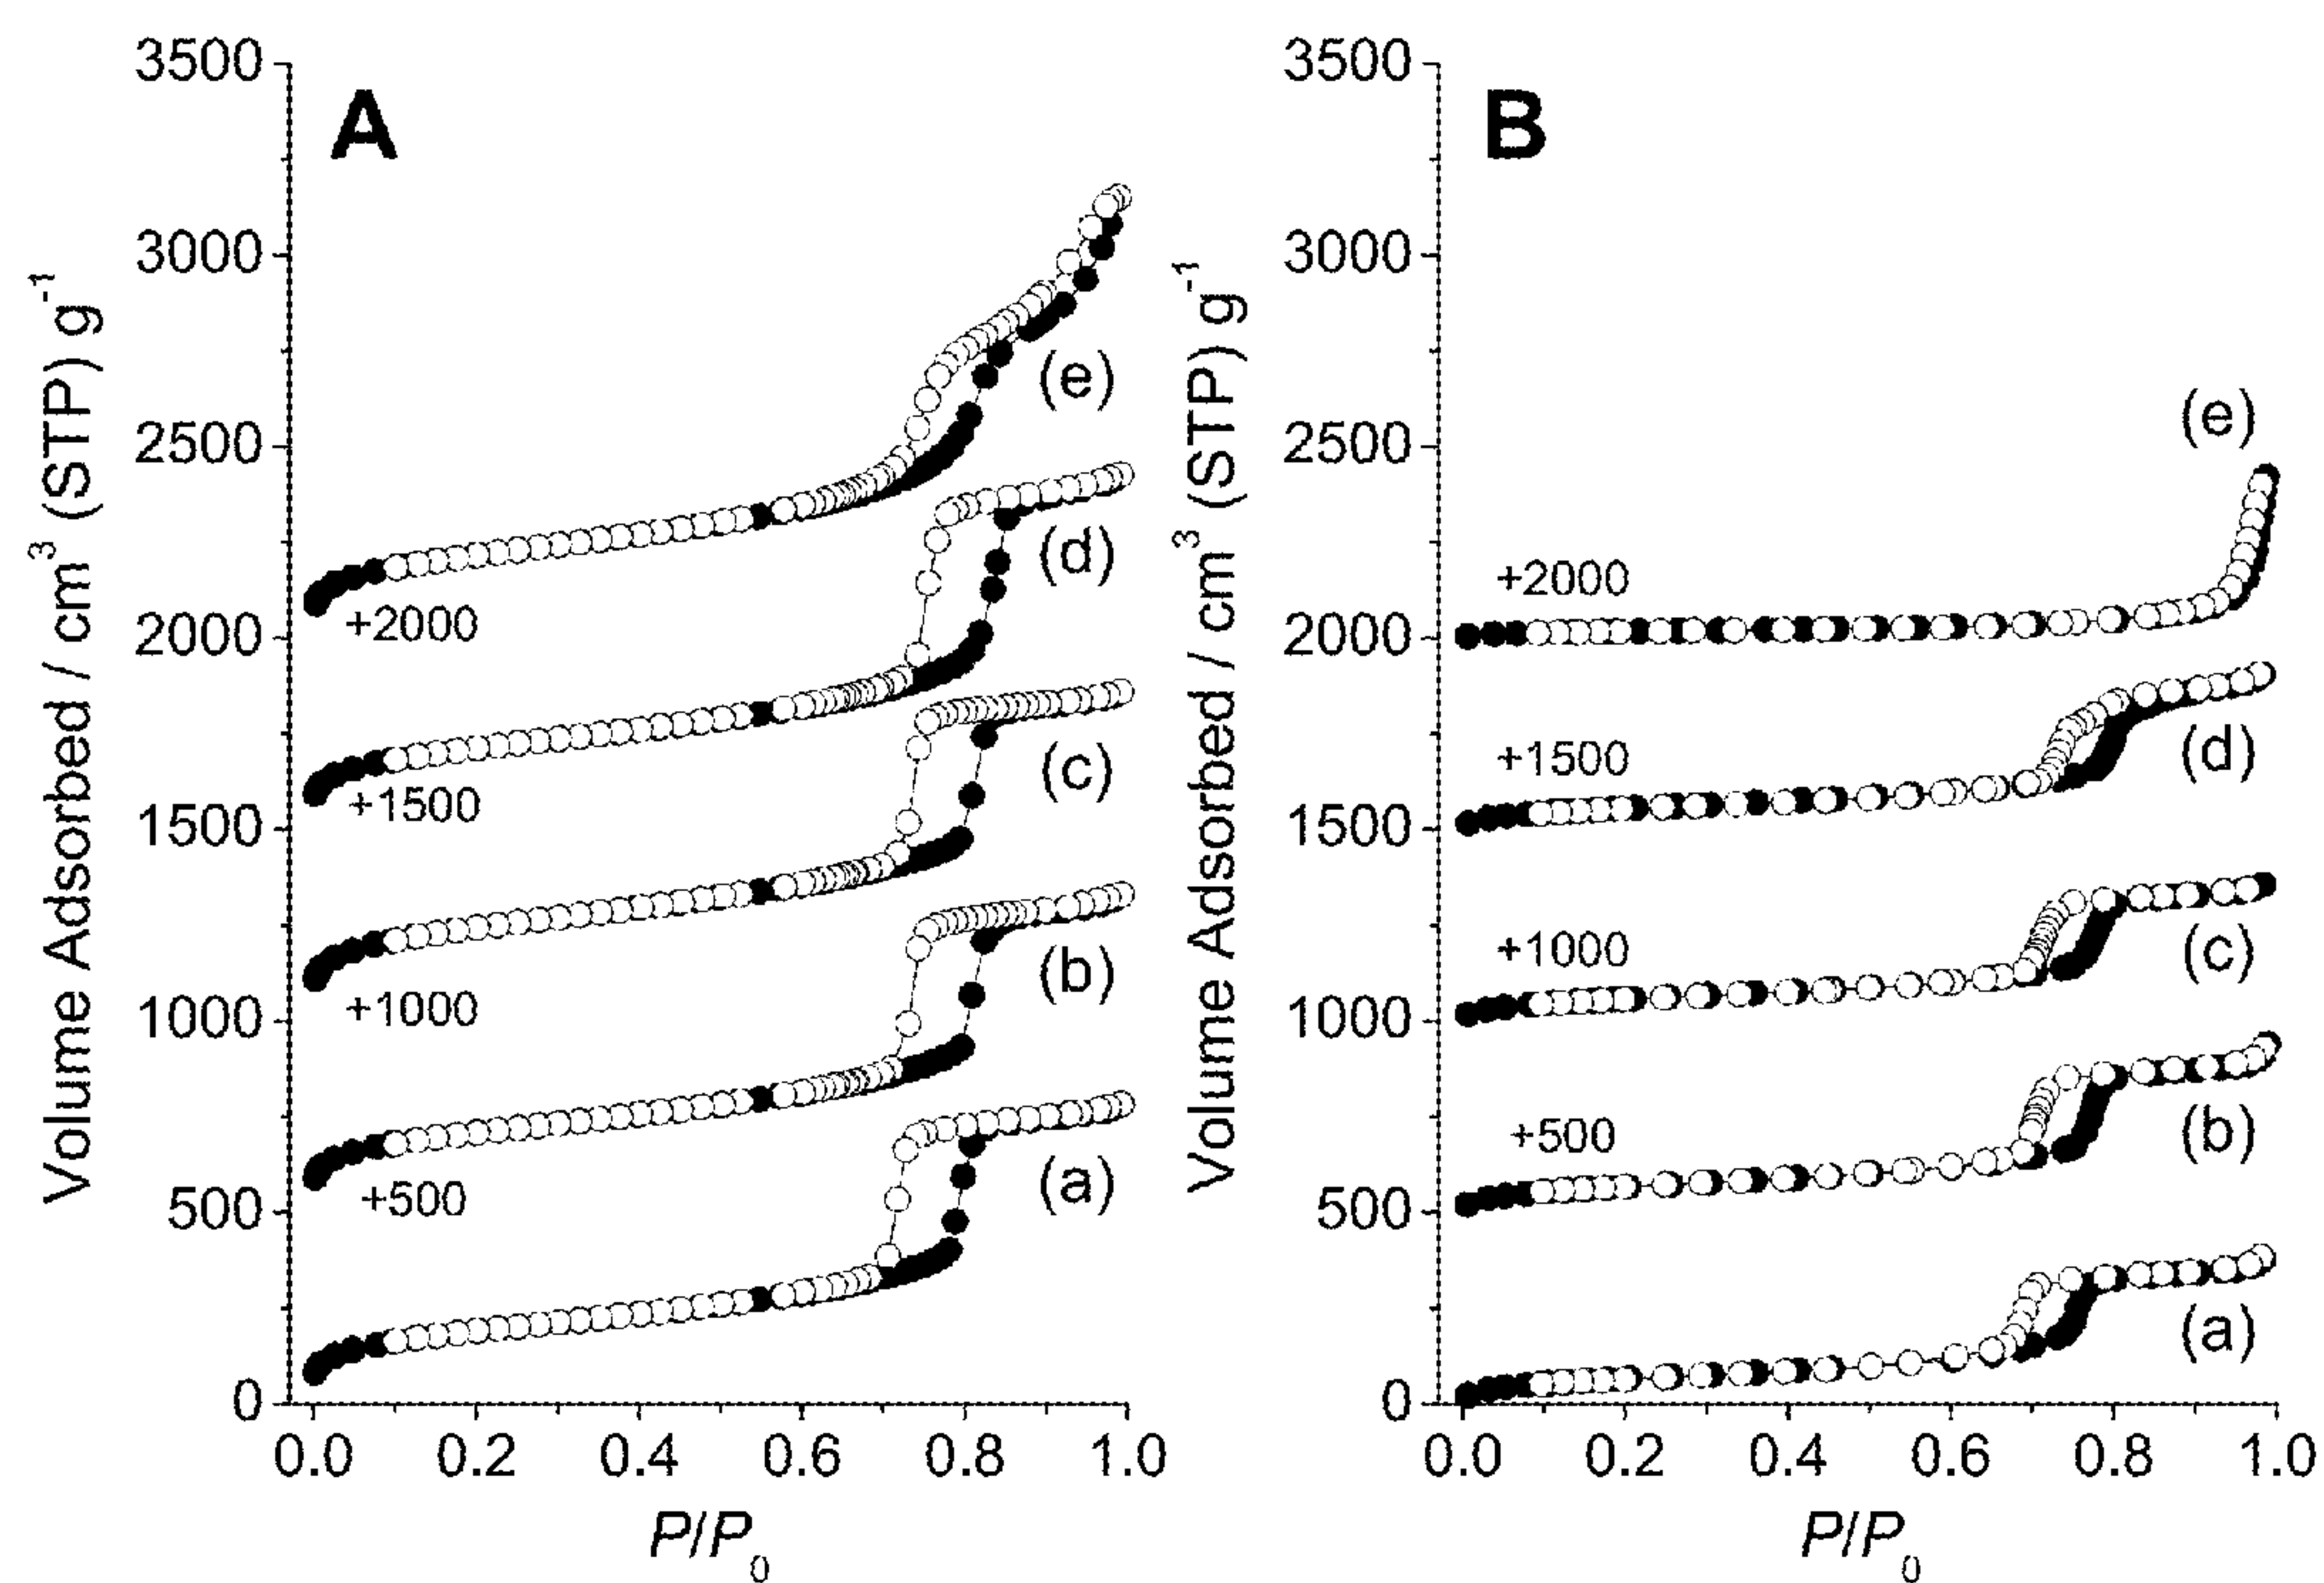 A
Volume Adsorbed / cm³ (STP) g⁻¹
3500
3000
2500
2000
1500
1000
500
0
(e)
+2000
(d)
+1500
(c)
+1000
(b)
+500
(a)
0.0 0.2 0.4 0.6 0.8 1.0
P/P₀
B
Volume Adsorbed / cm³ (STP) g⁻¹
3500
3000
2500
2000
1500
1000
500
0
(e)
+2000
(d)
+1500
(c)
+1000
(b)
+500
(a)
0.0 0.2 0.4 0.6 0.8 1.0
P/P₀